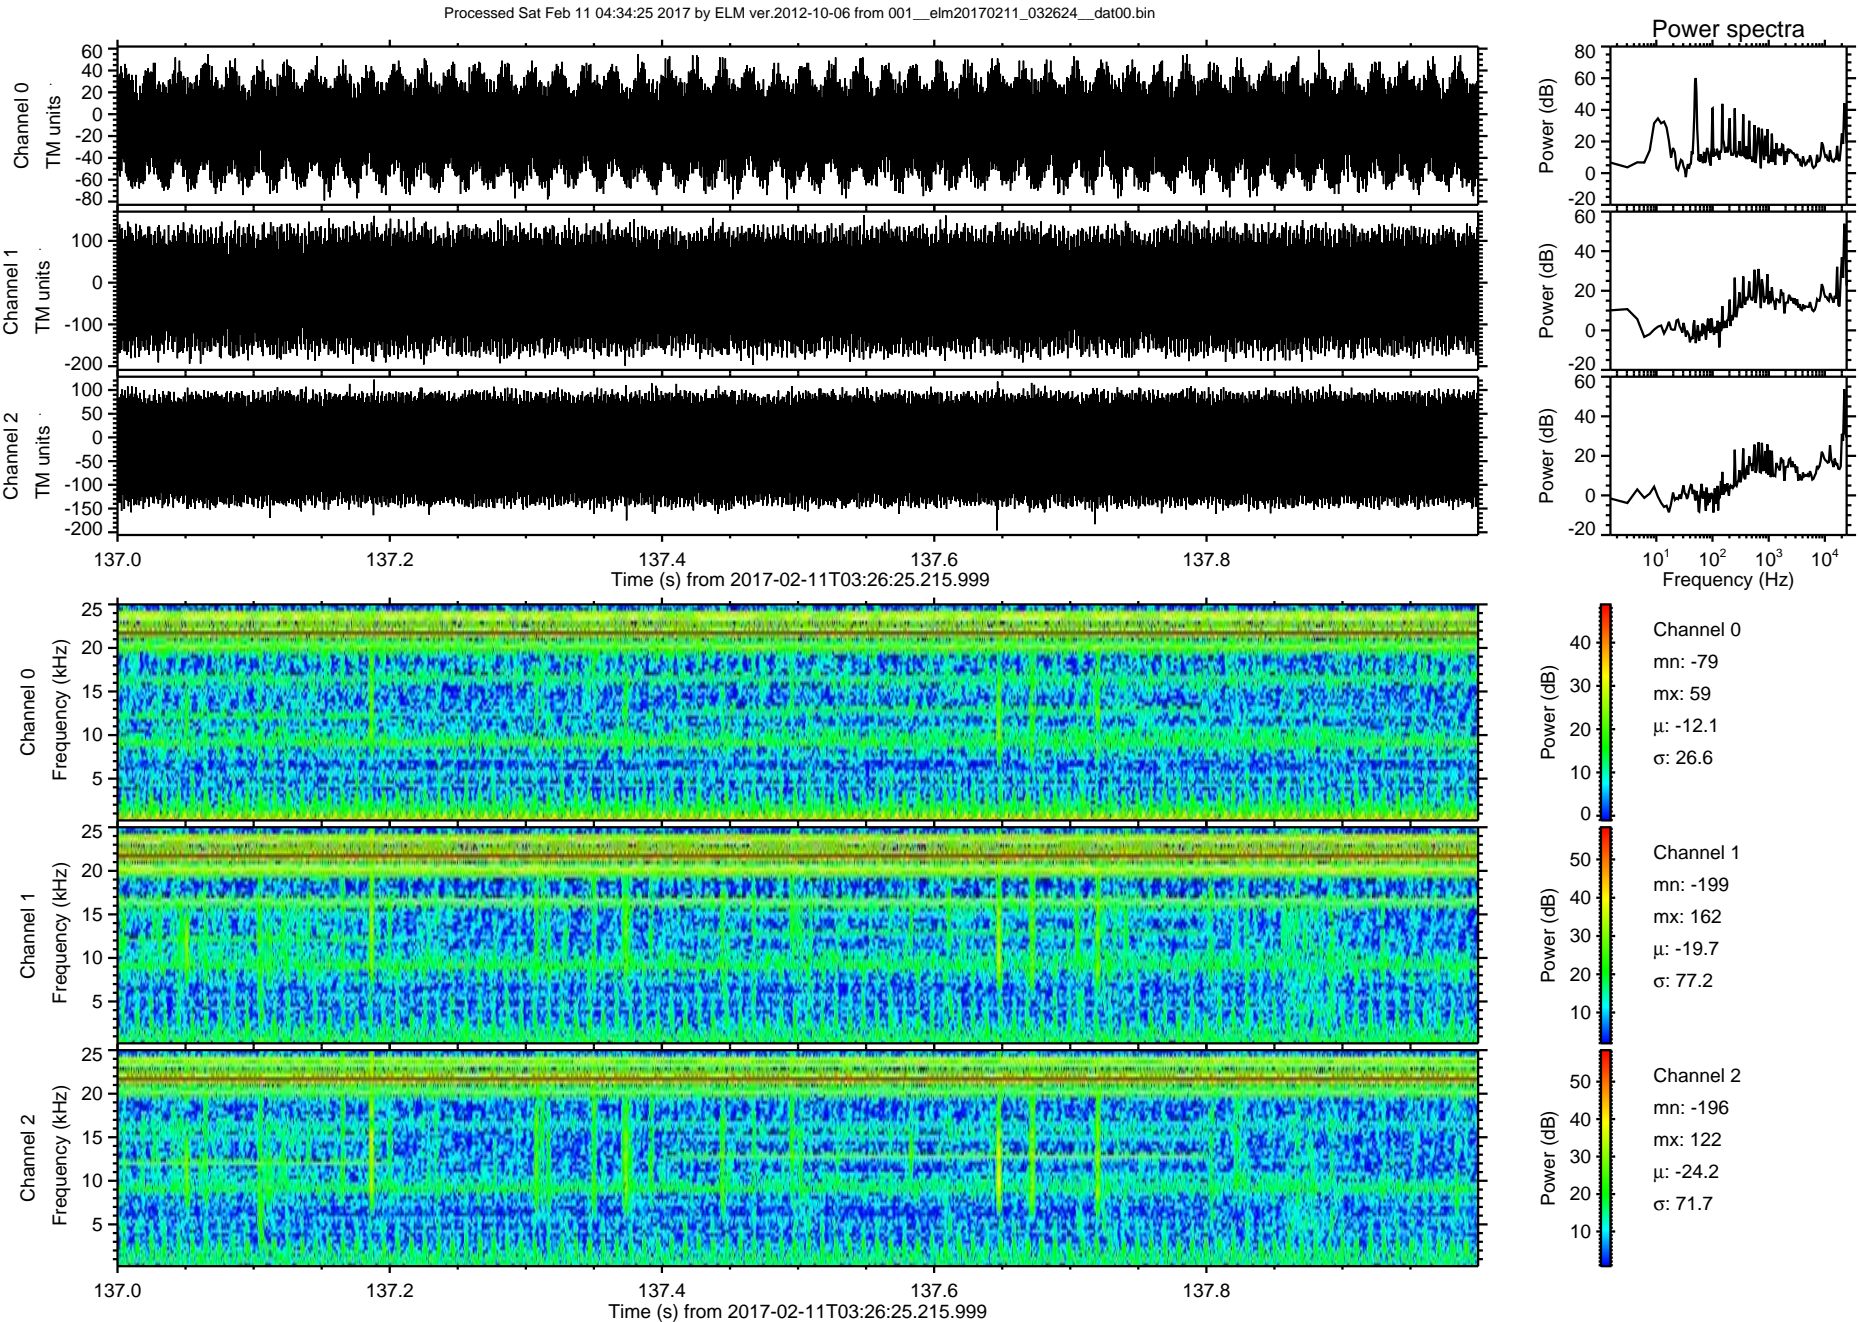 Processed Sat Feb 11 04:34:25 2017 by ELM ver.2012-10-06 from 001__elm20170211_032624__dat00.bin
Power spectra
Channel 0
TM units
60
40
20
0
-20
-40
-60
-80
Power (dB)
80
60
40
20
0
-20
Channel 1
TM units
100
0
-100
-200
Power (dB)
60
40
20
0
-20
Channel 2
TM units
100
50
0
-50
-100
-150
-200
Power (dB)
60
40
20
0
-20
137.0 137.2 137.4 137.6 137.8
Time (s) from 2017-02-11T03:26:25.215.999
10^1 10^2 10^3 10^4
Frequency (Hz)
Channel 0
Frequency (kHz)
25
20
15
10
5
Power (dB)
40
30
20
10
0
Channel 0
mn: -79
mx: 59
μ: -12.1
σ: 26.6
Channel 1
Frequency (kHz)
25
20
15
10
5
Power (dB)
50
40
30
20
10
Channel 1
mn: -199
mx: 162
μ: -19.7
σ: 77.2
Channel 2
Frequency (kHz)
25
20
15
10
5
Power (dB)
50
40
30
20
10
Channel 2
mn: -196
mx: 122
μ: -24.2
σ: 71.7
137.0 137.2 137.4 137.6 137.8
Time (s) from 2017-02-11T03:26:25.215.999